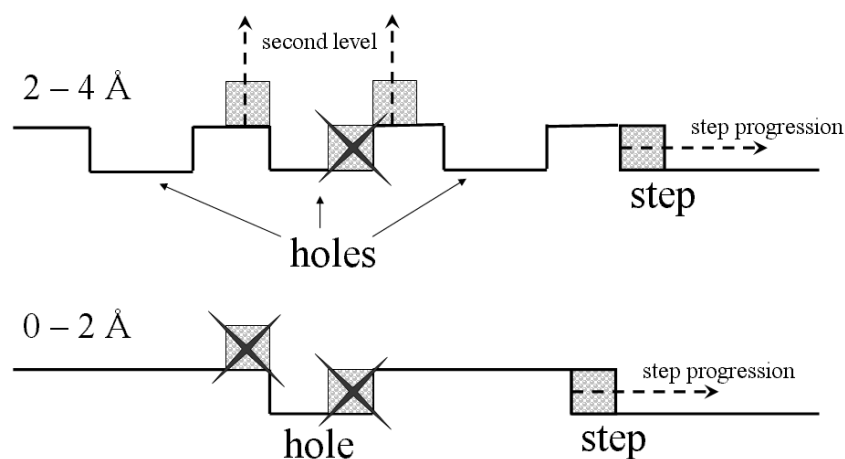 second level
2 – 4 Å
step progression
step
holes
0 – 2 Å
step progression
hole
step